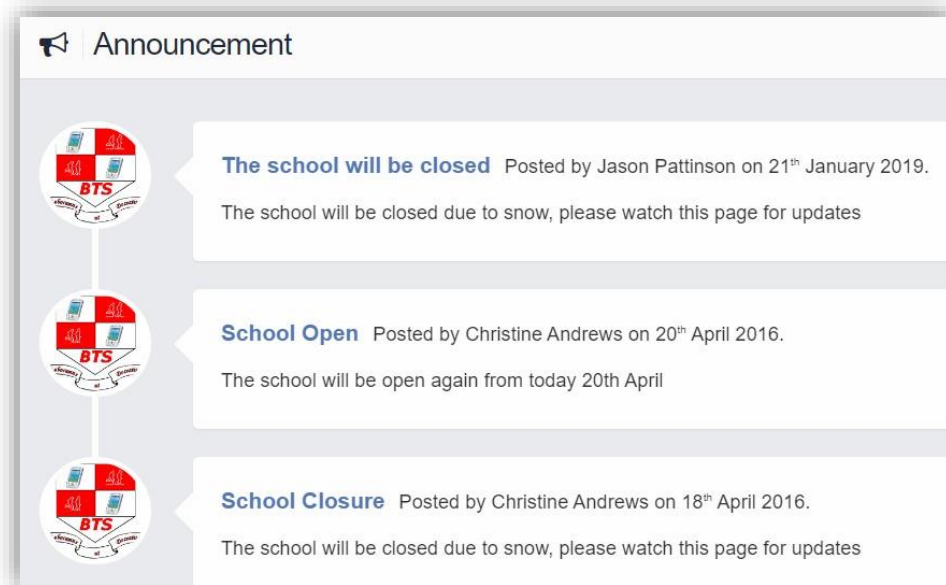 Announcement
BTS
The school will be closed Posted by Jason Pattinson on 21th January 2019.
The school will be closed due to snow, please watch this page for updates
BTS
School Open Posted by Christine Andrews on 20th April 2016.
The school will be open again from today 20th April
BTS
School Closure Posted by Christine Andrews on 18th April 2016.
The school will be closed due to snow, please watch this page for updates